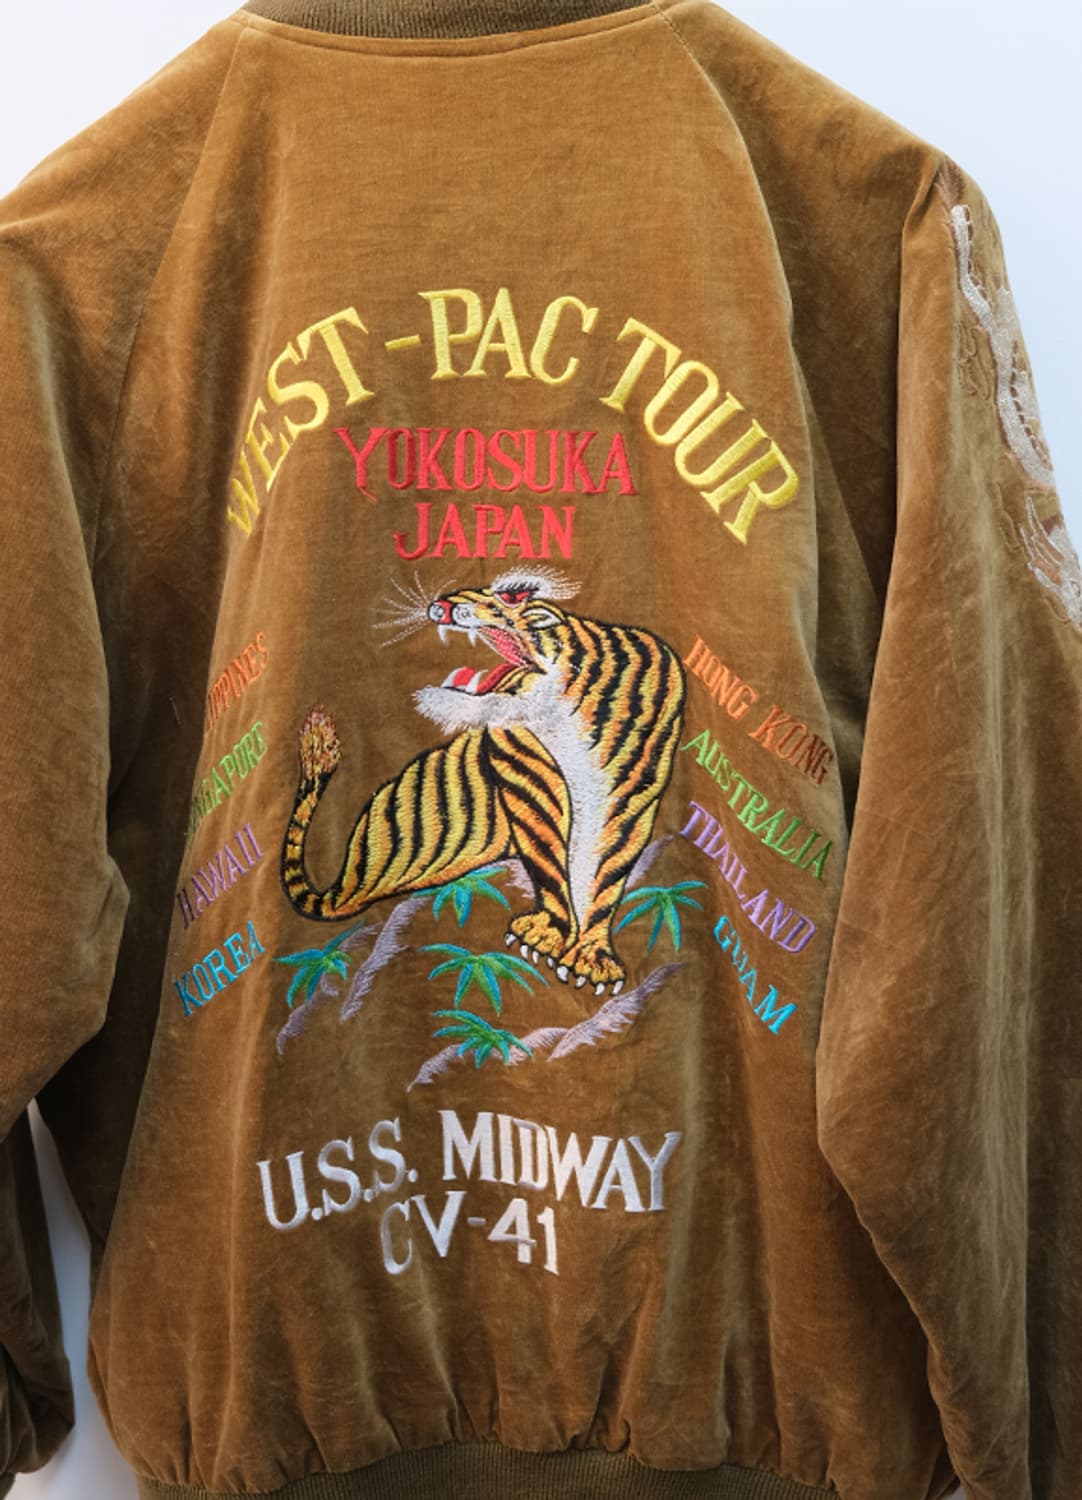 WEST-PAC TOUR
YOKOSUKA
JAPAN
HAWAII
KOREA
HONG KONG
AUSTRALIA
THAILAND
GUAM
U.S.S. MIDWAY
CV-41